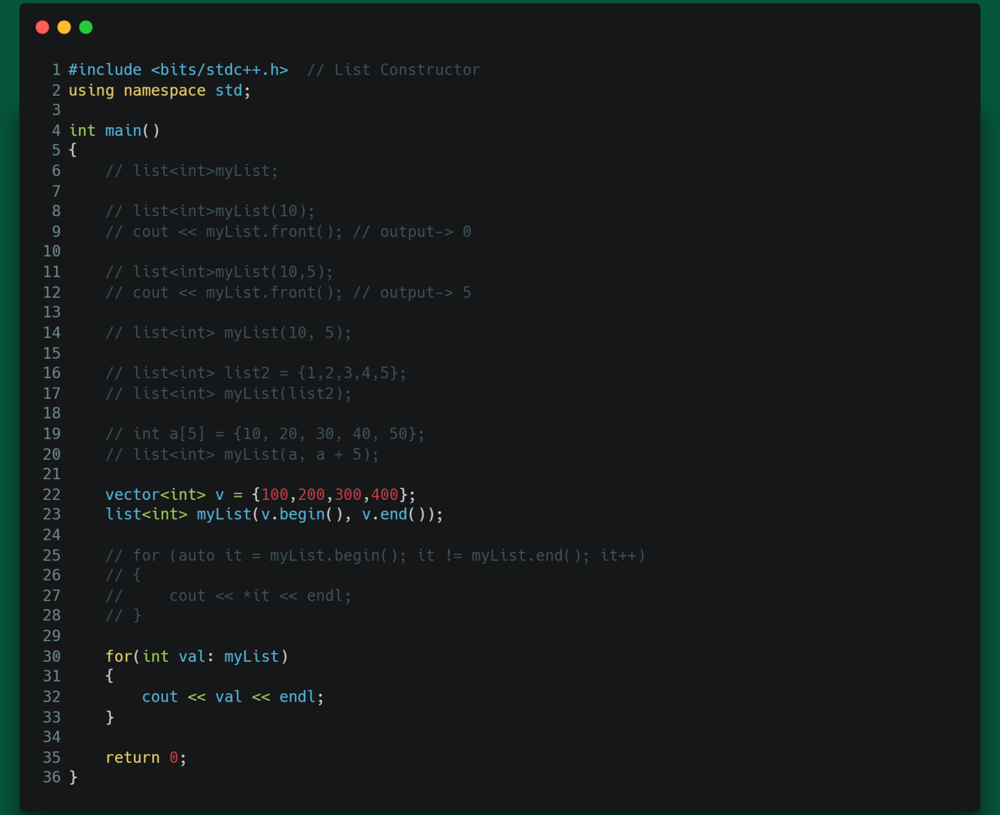 1 #include <bits/stdc++.h>  // List Constructor
2 using namespace std;
3
4 int main()
5 {
6     // list<int>myList;
7
8     // list<int>myList(10);
9     // cout << myList.front(); // output-> 0
10
11     // list<int>myList(10,5);
12     // cout << myList.front(); // output-> 5
13
14     // list<int> myList(10, 5);
15
16     // list<int> list2 = {1,2,3,4,5};
17     // list<int> myList(list2);
18
19     // int a[5] = {10, 20, 30, 40, 50};
20     // list<int> myList(a, a + 5);
21
22     vector<int> v = {100,200,300,400};
23     list<int> myList(v.begin(), v.end());
24
25     // for (auto it = myList.begin(); it != myList.end(); it++)
26     // {
27     //     cout << *it << endl;
28     // }
29
30     for(int val: myList)
31     {
32         cout << val << endl;
33     }
34
35     return 0;
36 }